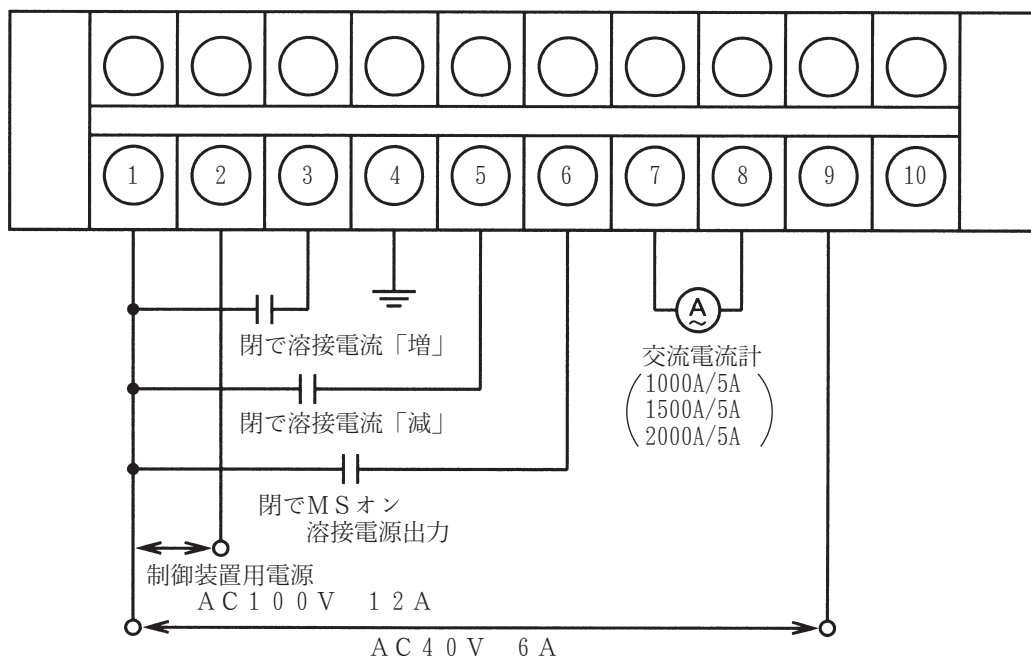 1 2 3 4 5 6 7 8 9 10
A
~
閉で溶接電流「増」
交流電流計
1000A/5A
1500A/5A
2000A/5A
閉で溶接電流「減」
閉でＭＳオン
溶接電源出力
制御装置用電源
ＡＣ１００Ｖ　１２Ａ
ＡＣ４０Ｖ　６Ａ